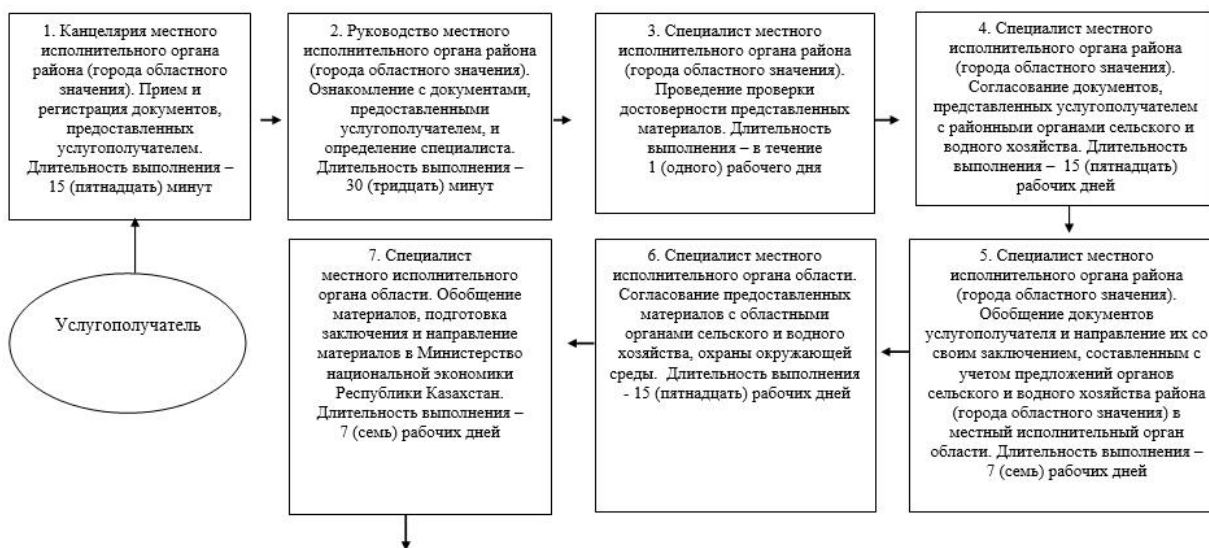 1. Канцелярия местного
исполнительного органа
района (города областного
значения). Прием и
регистрация документов,
предоставленных
услугополучателем.
Длительность выполнения –
15 (пятнадцать) минут
2. Руководство местного
исполнительного органа района
(города областного значения).
Ознакомление с документами,
предоставленными
услугополучателем, и
определение специалиста.
Длительность выполнения –
30 (тридцать) минут
3. Специалист местного
исполнительного органа района
(города областного значения).
Проведение проверки
достоверности представленных
материалов. Длительность
выполнения – в течение
1 (одного) рабочего дня
4. Специалист местного
исполнительного органа района
(города областного значения).
Согласование документов,
представленных услугополучателем
с районными органами сельского и
водного хозяйства. Длительность
выполнения – 15 (пятнадцать)
рабочих дней
Услугополучатель
7. Специалист
местного исполнительного
органа области. Обобщение
материалов, подготовка
заключения и направление
материалов в Министерство
национальной экономики
Республики Казахстан.
Длительность выполнения –
7 (семь) рабочих дней
6. Специалист местного
исполнительного органа области.
Согласование предоставленных
материалов с областными
органами сельского и водного
хозяйства, охраны окружающей
среды. Длительность выполнения
- 15 (пятнадцать) рабочих дней
5. Специалист местного
исполнительного органа района
(города областного значения).
Обобщение документов
услугополучателя и направление их со
своим заключением, составленным с
учетом предложений органов
сельского и водного хозяйства района
(города областного значения) в
местный исполнительный орган
области. Длительность выполнения –
7 (семь) рабочих дней